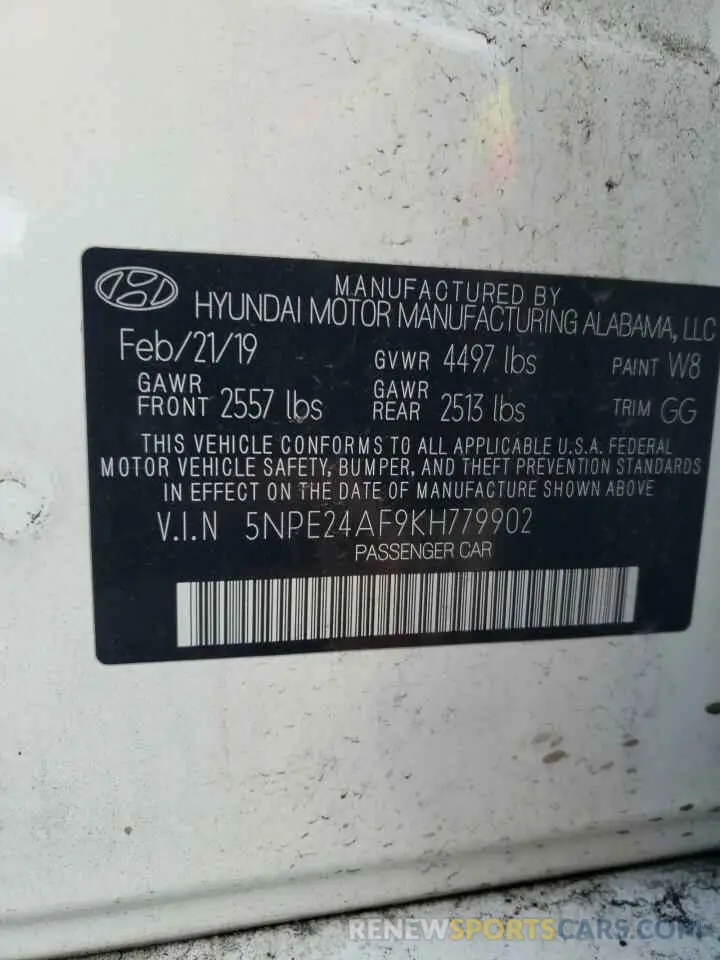 MANUFACTURED BY
HYUNDAI MOTOR MANUFACTURING ALABAMA, LLC
Feb/21/19 GVWR 4497 lbs PAINT W8
GAWR FRONT 2557 lbs GAWR REAR 2513 lbs TRIM GG
THIS VEHICLE CONFORMS TO ALL APPLICABLE U.S.A. FEDERAL
MOTOR VEHICLE SAFETY, BUMPER, AND THEFT PREVENTION STANDARDS
IN EFFECT ON THE DATE OF MANUFACTURE SHOWN ABOVE
V.I.N 5NPE24AF9KH779902
PASSENGER CAR
RENEWSPORTSCARS.COM